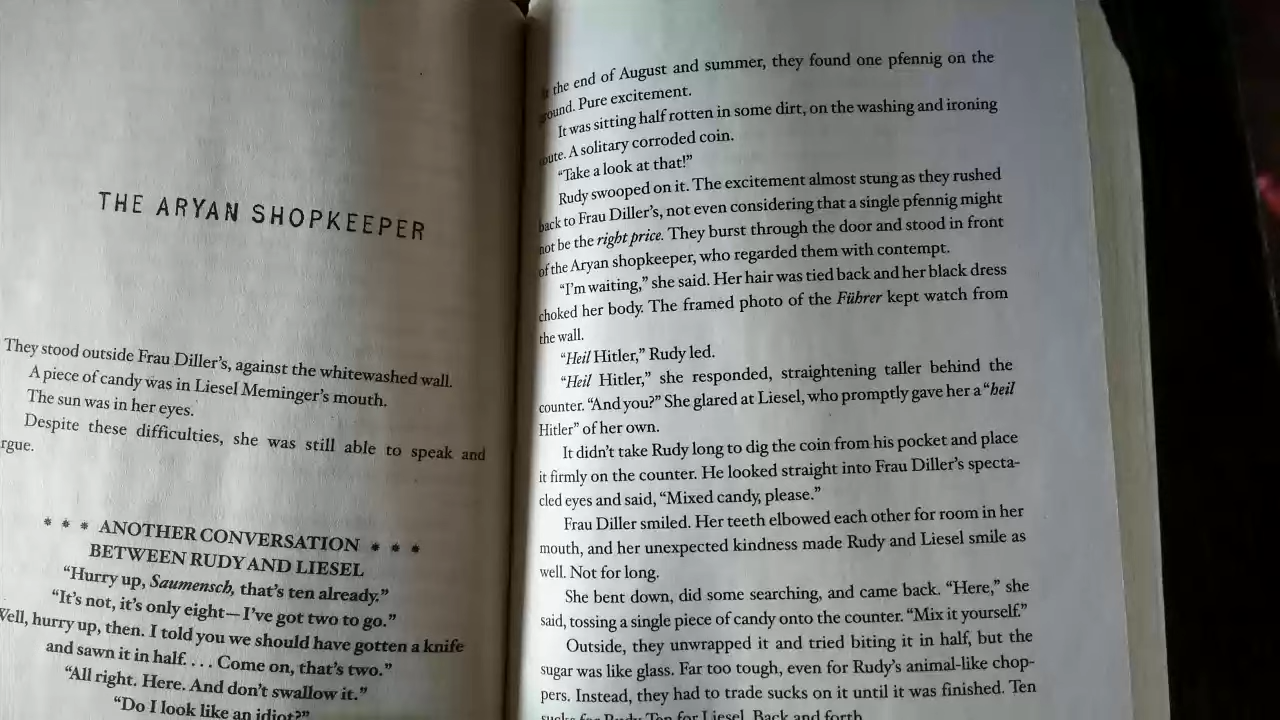 THE ARYAN SHOPKEEPER
They stood outside Frau Diller's, against the whitewashed wall.
A piece of candy was in Liesel Meminger's mouth.
The sun was in her eyes.
Despite these difficulties, she was still able to speak and
rgue.
* * * ANOTHER CONVERSATION * * *
BETWEEN RUDY AND LIESEL
“Hurry up, Saumensch, that's ten already.”
“It's not, it's only eight—I've got two to go.”
Well, hurry up, then. I told you we should have gotten a knife
and sawn it in half. . . . Come on, that's two.”
“All right. Here. And don't swallow it.”
“Do I look like an idiot?”
the end of August and summer, they found one pfennig on the
ound. Pure excitement.
It was sitting half rotten in some dirt, on the washing and ironing
oute. A solitary corroded coin.
“Take a look at that!”
Rudy swooped on it. The excitement almost stung as they rushed
back to Frau Diller's, not even considering that a single pfennig might
not be the right price. They burst through the door and stood in front
of the Aryan shopkeeper, who regarded them with contempt.
“I'm waiting,” she said. Her hair was tied back and her black dress
choked her body. The framed photo of the Führer kept watch from
the wall.
“Heil Hitler,” Rudy led.
“Heil Hitler,” she responded, straightening taller behind the
counter. “And you?” She glared at Liesel, who promptly gave her a “heil
Hitler” of her own.
It didn't take Rudy long to dig the coin from his pocket and place
it firmly on the counter. He looked straight into Frau Diller's specta-
cled eyes and said, “Mixed candy, please.”
Frau Diller smiled. Her teeth elbowed each other for room in her
mouth, and her unexpected kindness made Rudy and Liesel smile as
well. Not for long.
She bent down, did some searching, and came back. “Here,” she
said, tossing a single piece of candy onto the counter. “Mix it yourself.”
Outside, they unwrapped it and tried biting it in half, but the
sugar was like glass. Far too tough, even for Rudy's animal-like chop-
pers. Instead, they had to trade sucks on it until it was finished. Ten
sucks for Rudy. Ten for Liesel. Back and forth.